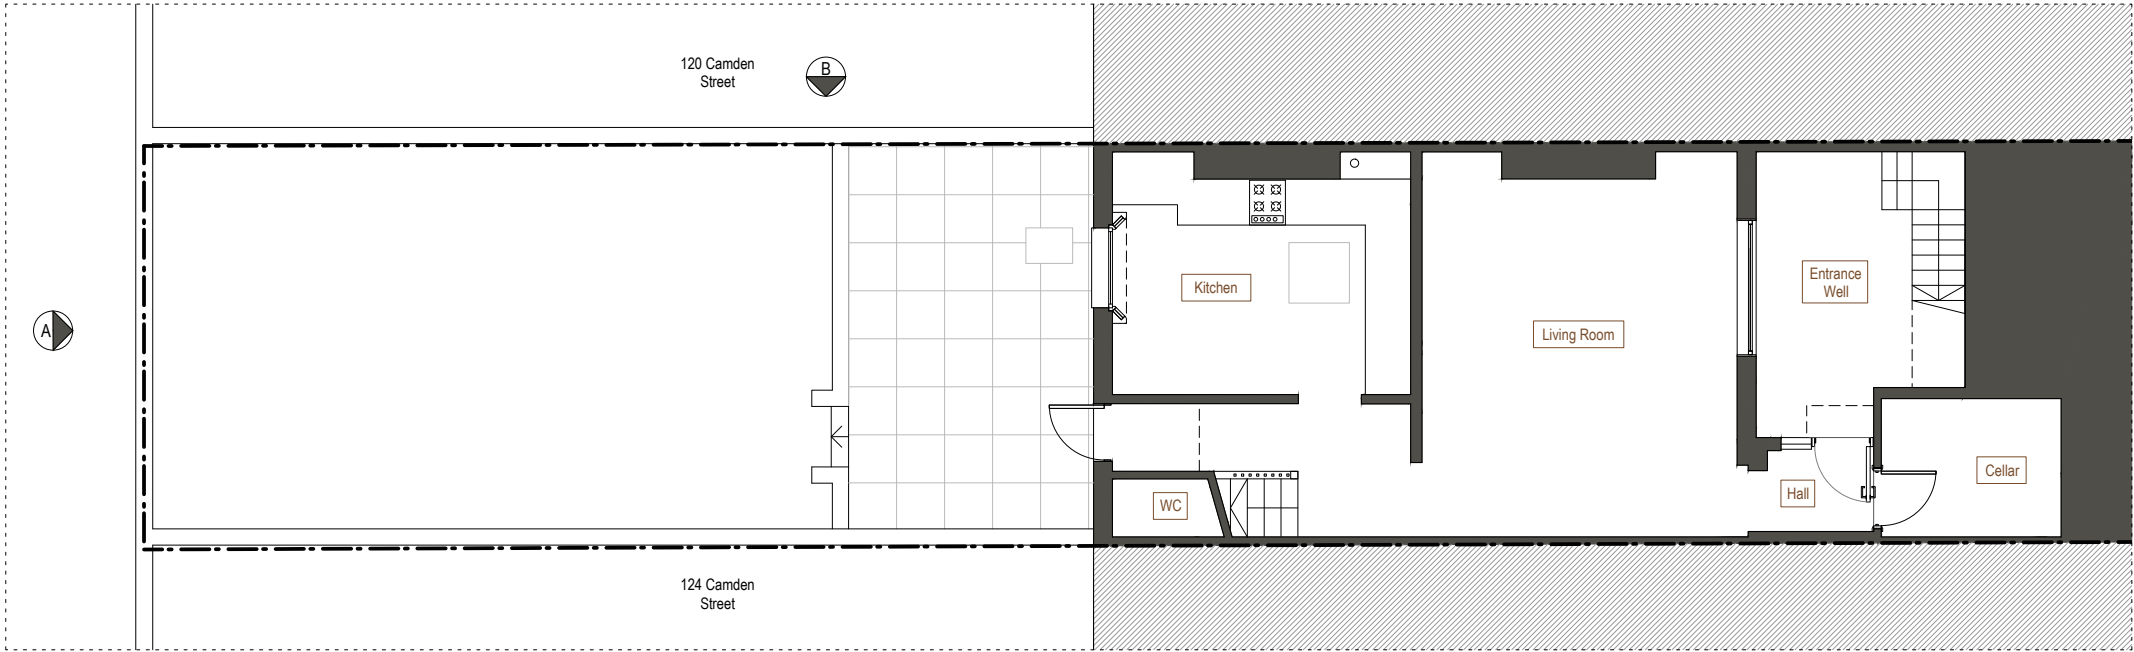 120 Camden
Street
B
A
Kitchen
Entrance
Well
Living Room
Cellar
Hall
WC
124 Camden
Street